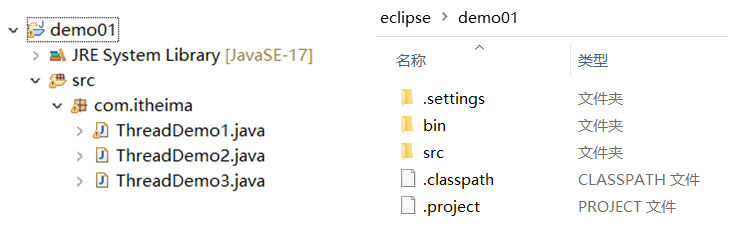 demo01
JRE System Library [JavaSE-17]
src
com.itheima
ThreadDemo1.java
ThreadDemo2.java
ThreadDemo3.java
eclipse > demo01
名称 类型
.settings 文件夹
bin 文件夹
src 文件夹
.classpath CLASSPATH 文件
.project PROJECT 文件